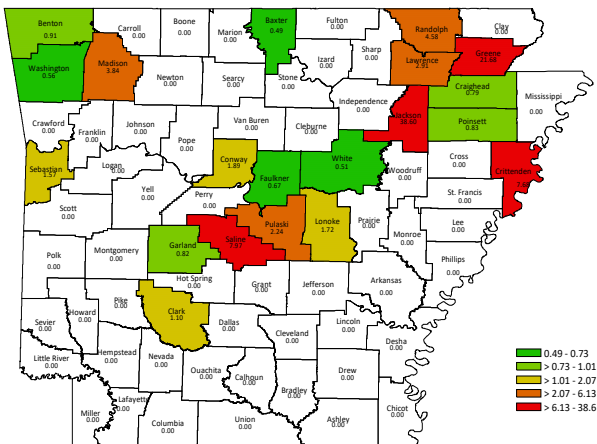 Benton
0.91
Carroll
0.00
Boone
0.00
Marion
0.00
Baxter
0.49
Fulton
0.00
Randolph
4.58
Clay
0.00
Washington
0.56
Madison
3.84
Newton
0.00
Searcy
0.00
Stone
0.00
Izard
0.00
Sharp
0.00
Lawrence
2.91
Greene
Craighead
0.79
Mississippi
0.00
Crawford
0.00
Franklin
0.00
Johnson
0.00
Pope
0.00
Van Buren
0.00
Cleburne
0.00
Independence
0.00
Jackson
38.60
Poinsett
0.83
Sebastian
1.57
Logan
0.00
Conway
1.89
Faulkner
0.67
White
0.51
Woodruff
0.00
Cross
0.00
Crittenden
Scott
0.00
Yell
0.00
Perry
0.00
Pulaski
2.24
Lonoke
1.72
Prairie
0.00
St. Francis
0.00
Lee
0.00
Monroe
0.00
Phillips
0.00
Polk
0.00
Montgomery
0.00
Garland
0.82
Saline
Hot Spring
0.00
Grant
0.00
Jefferson
0.00
Arkansas
0.00
Sevier
0.00
Howard
0.00
Pike
0.00
Clark
1.10
Dallas
0.00
Cleveland
0.00
Lincoln
0.00
Desha
0.00
Little River
0.00
Hempstead
0.00
Nevada
0.00
Ouachita
0.00
Calhoun
0.00
Bradley
0.00
Drew
0.00
Miller
0.00
Lafayette
0.00
Columbia
0.00
Union
0.00
Ashley
0.00
Chicot
0.00
0.49 - 0.73
> 0.73 - 1.01
> 1.01 - 2.07
> 2.07 - 6.13
> 6.13 - 38.6